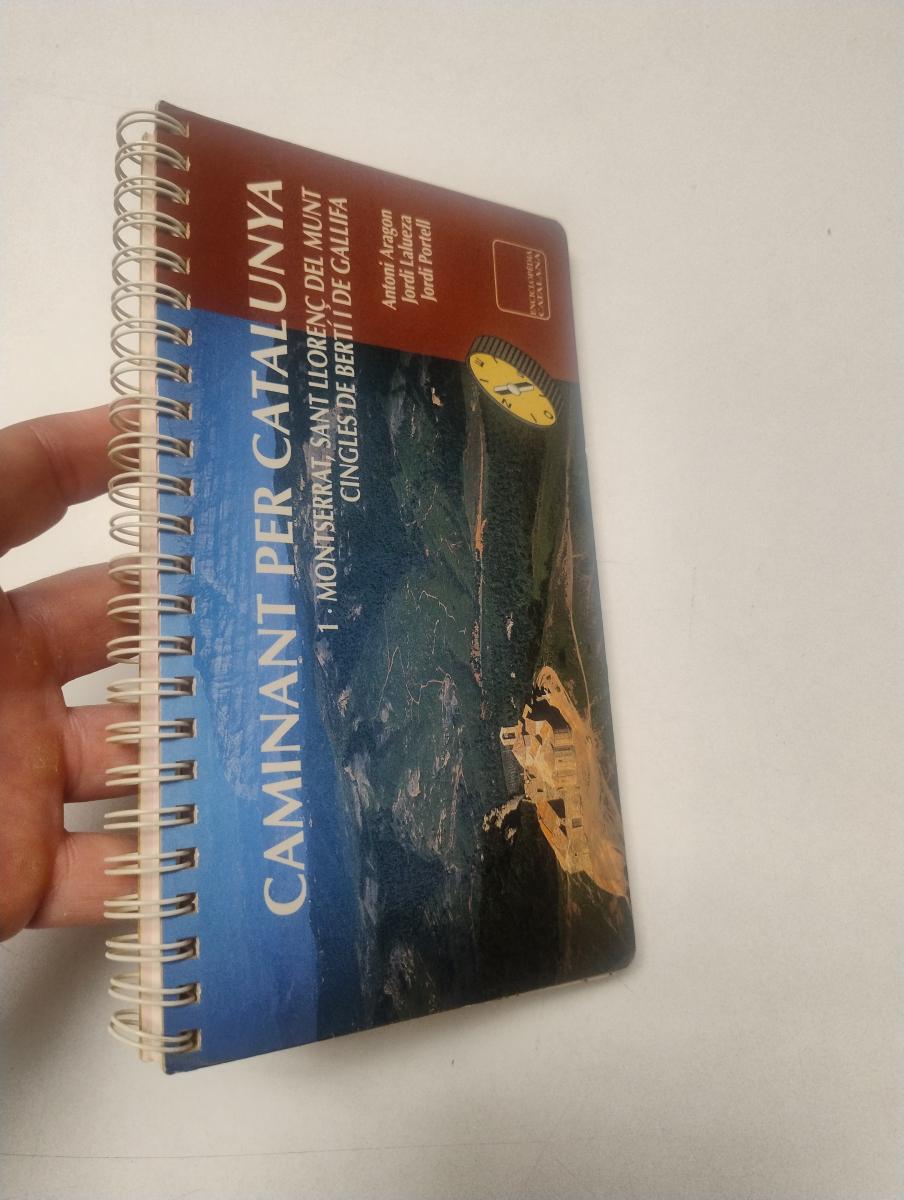 CAMINANT PER CATALUNYA
1 · MONTSERRAT, SANT LLORENÇ DEL MUNT
CINGLES DE BERTÍ I DE GALLIFA
Antoni Aragon
Jordi Lalueza
Jordi Portell
ENCICLOPÈDIA
CATALANA
N
E
O